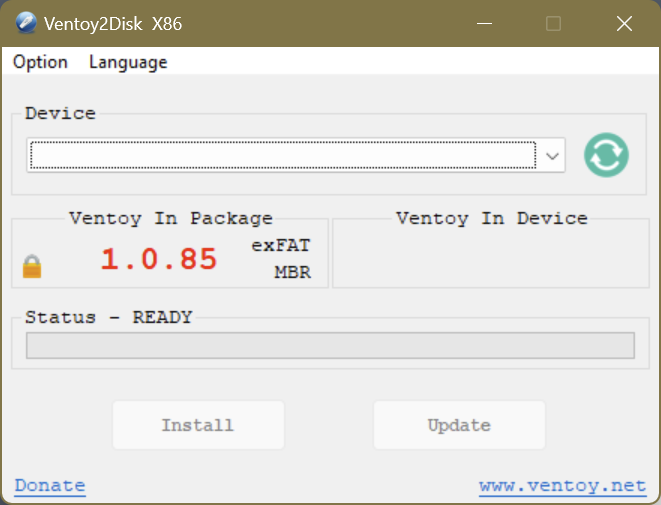 Ventoy2Disk X86
Option Language
Device
Ventoy In Package
Ventoy In Device
1.0.85
exFAT
MBR
Status - READY
Install
Update
Donate
www.ventoy.net